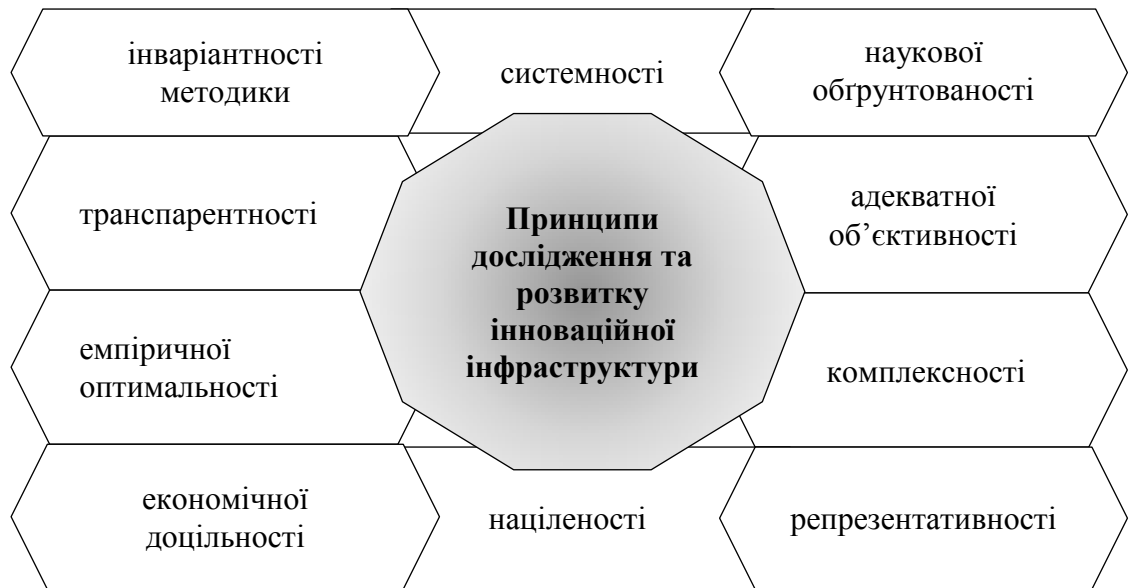 інваріантності
методики
системності
наукової
обґрунтованості
транспарентності
Принципи
дослідження та
розвитку
інноваційної
інфраструктури
адекватної
об’єктивності
емпіричної
оптимальності
комплексності
економічної
доцільності
націленості
репрезентативності